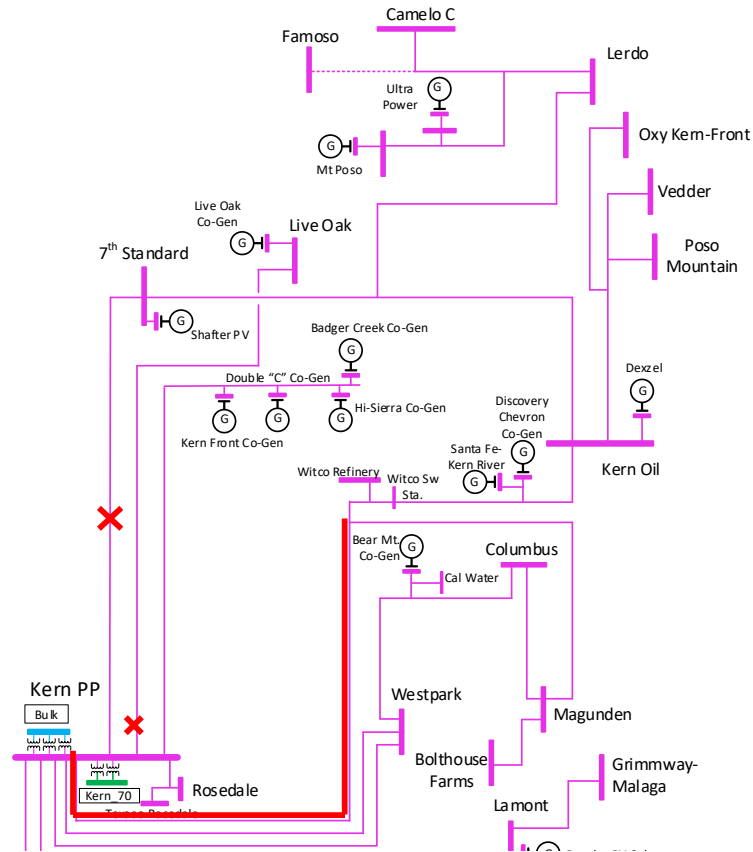 Camelo C
Famoso
Lerdo
Ultra
Power
G
Oxy Kern-Front
G
Mt Poso
Vedder
Live Oak
Co-Gen
Live Oak
G
7th Standard
Poso
Mountain
G
Shafter PV
Badger Creek Co-Gen
G
Double "C" Co-Gen
Dexzel
G
Discovery
Chevron
Co-Gen
Hi-Sierra Co-Gen
G
G
G
Kern Front Co-Gen
G
Santa Fe-
Kern River
G
Kern Oil
Witco Refinery
Witco Sw
Sta.
Bear Mt.
Co-Gen
G
Columbus
Cal Water
Kern PP
Bulk
Westpark
Magunden
Bolthouse
Farms
Grimmway-
Malaga
Rosedale
Kern_70
Lamont